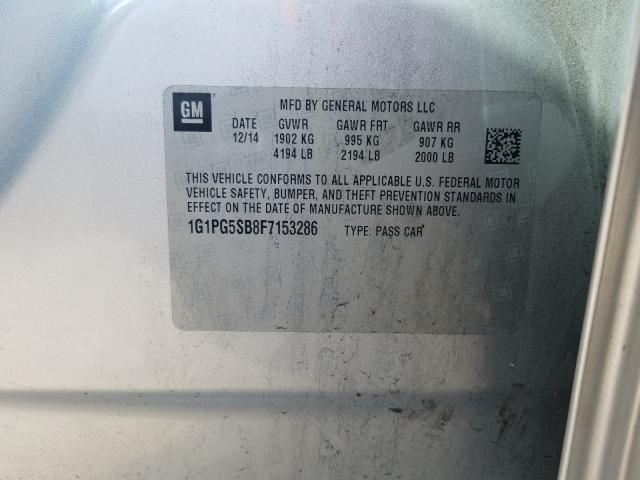 GM
MFD BY GENERAL MOTORS LLC
DATE GVWR GAWR FRT GAWR RR
12/14 1902 KG 995 KG 907 KG
4194 LB 2194 LB 2000 LB
THIS VEHICLE CONFORMS TO ALL APPLICABLE U.S. FEDERAL MOTOR
VEHICLE SAFETY, BUMPER, AND THEFT PREVENTION STANDARDS
IN EFFECT ON THE DATE OF MANUFACTURE SHOWN ABOVE.
1G1PG5SB8F7153286 TYPE: PASS CAR